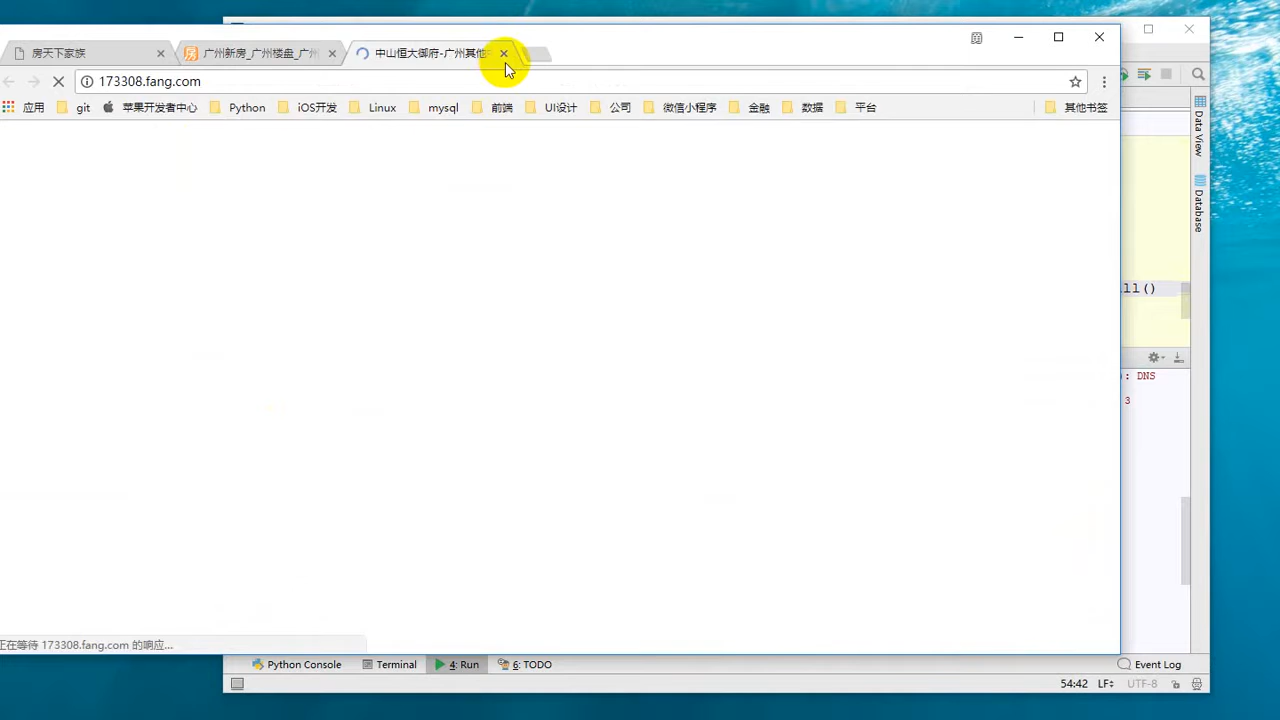 房天下家族
广州新房_广州楼盘_广州
中山恒大御府-广州其他
173308.fang.com
应用 git 苹果开发者中心 Python iOS开发 Linux mysql 前端 UI设计 公司 微信小程序 金融 数据 平台 其他书签
Data View
Database
ll()
): DNS
3
正在等待 173308.fang.com 的响应...
Python Console Terminal 4: Run 6: TODO Event Log
54:42 LF UTF-8